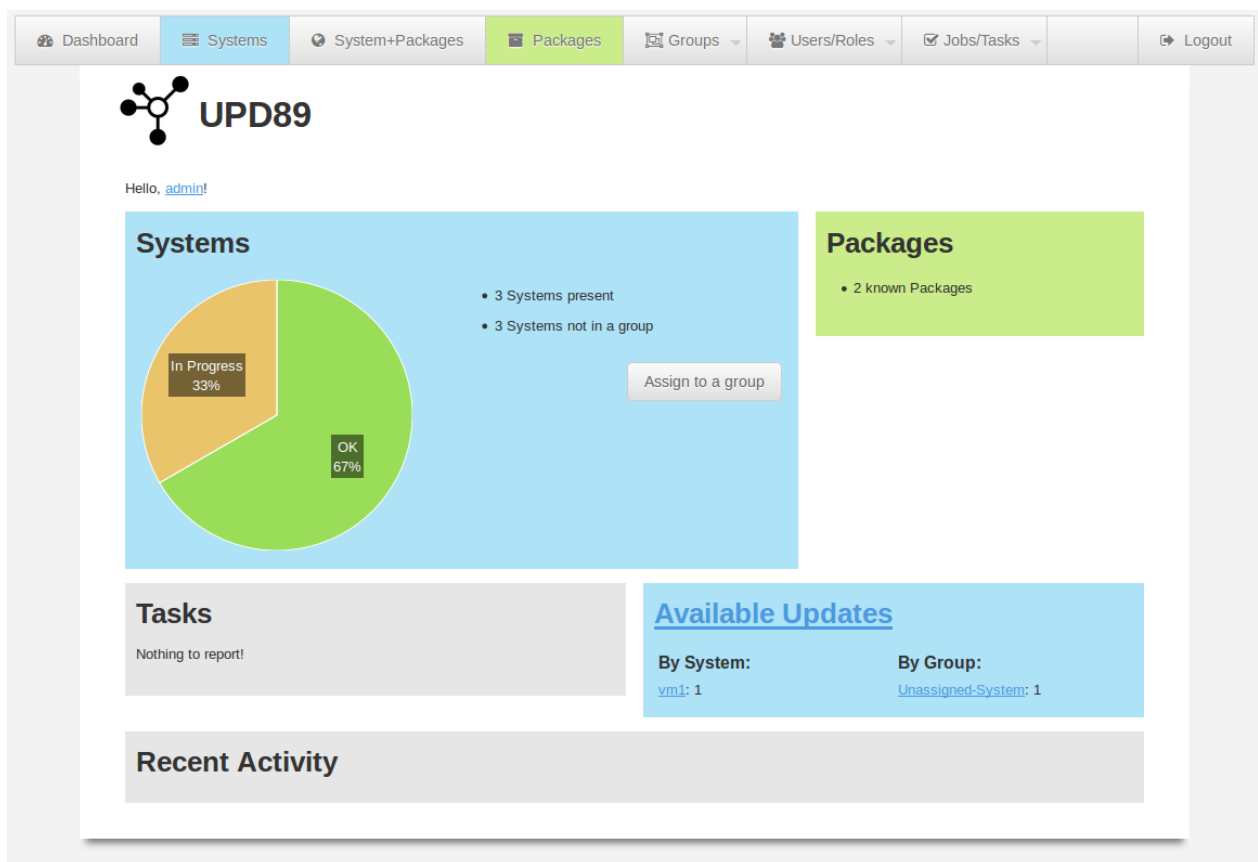 Dashboard Systems System+Packages Packages Groups Users/Roles Jobs/Tasks Logout
UPD89
Hello, admin!
Systems
3 Systems present
3 Systems not in a group
Assign to a group
In Progress
33%
OK
67%
Packages
2 known Packages
Tasks
Nothing to report!
Available Updates
By System:
vm1: 1
By Group:
Unassigned-System: 1
Recent Activity